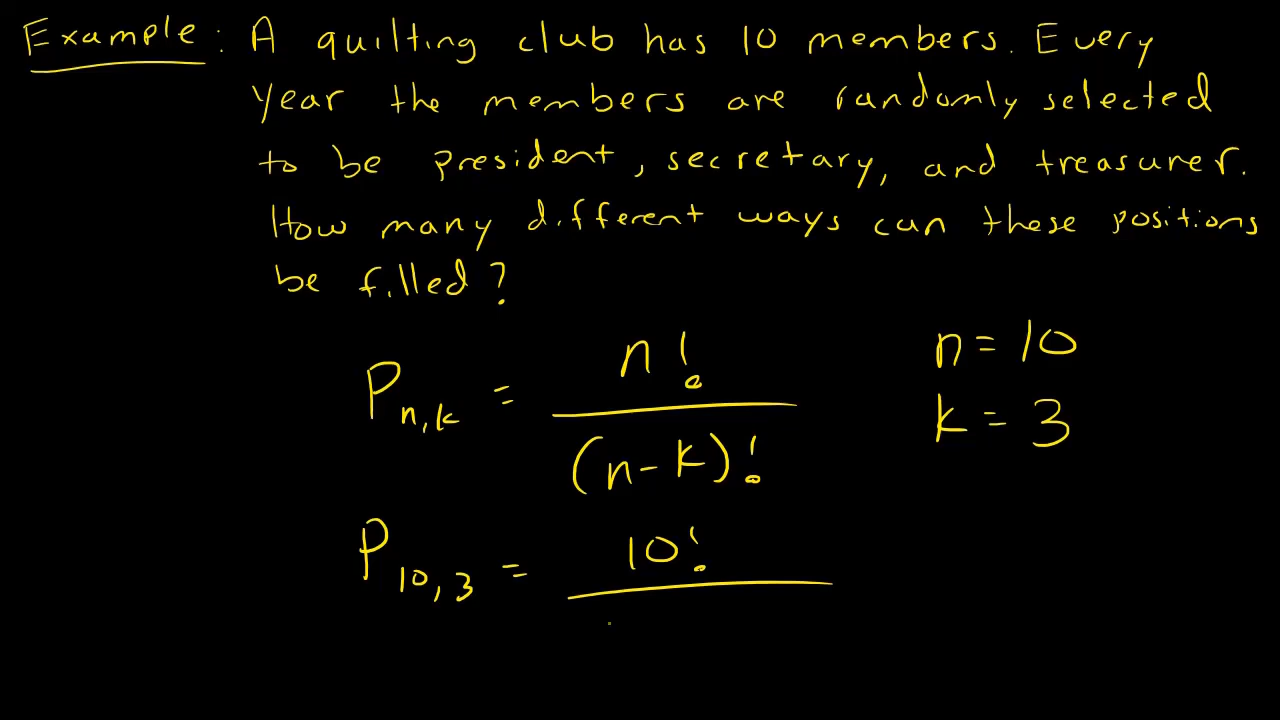 Example: A quilting club has 10 members. Every
year the members are randomly selected
to be president, secretary, and treasurer.
How many different ways can these positions
be filled?
P n,k = n! / (n-k)!
n = 10
k = 3
P 10,3 = 10!